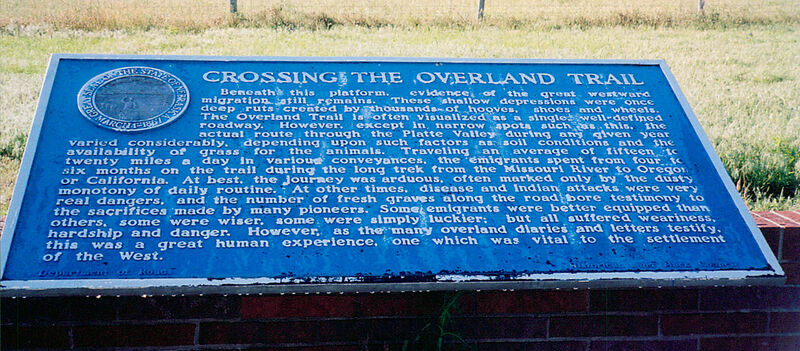 CROSSING THE OVERLAND TRAIL
GREAT SEAL OF THE STATE OF NEBRASKA
MARCH 1ST 1867
Beneath this platform, evidence of the great westward
migration still remains. These shallow depressions were once
deep ruts created by thousands of hooves, shoes and wheels.
The Overland Trail is often visualized as a single, well-defined
roadway. However, except in narrow spots such as this, the
actual route through the Platte Valley during any given year
varied considerably, depending upon such factors as soil conditions and the
availability of grass for the animals. Traveling an average of fifteen to
twenty miles a day in various conveyances, the emigrants spent from four to
six months on the trail during the long trek from the Missouri River to Oregon
or California. At best, the journey was arduous, often marked only by the dusty
monotony of daily routine. At other times, disease and Indian attacks were very
real dangers, and the number of fresh graves along the road bore testimony to
the sacrifices made by many pioneers. Some emigrants were better equipped than
others, some were wiser, some were simply luckier; but all suffered weariness,
hardship and danger. However, as the many overland diaries and letters testify,
this was a great human experience, one which was vital to the settlement
of the West.
Department of Roads